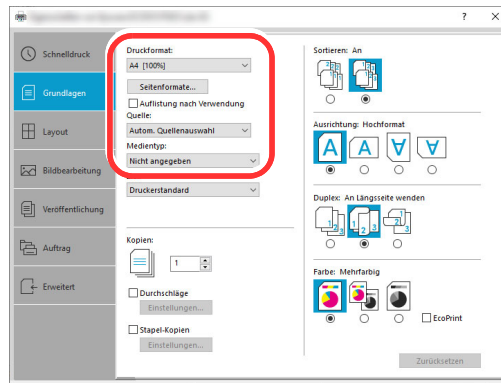 ? ×
Schnelldruck
Grundlagen
Layout
Bildbearbeitung
Veröffentlichung
Auftrag
Erweitert
Druckformat:
A4 [100%]
Seitenformate...
Auflistung nach Verwendung
Quelle:
Autom. Quellenauswahl
Medientyp:
Nicht angegeben
Druckerstandard
Kopien:
1
Durchschläge
Einstellungen...
Stapel-Kopien
Einstellungen...
Sortieren: An
Ausrichtung: Hochformat
A A A A
Duplex: An Längsseite wenden
Farbe: Mehrfarbig
EcoPrint
Zurücksetzen